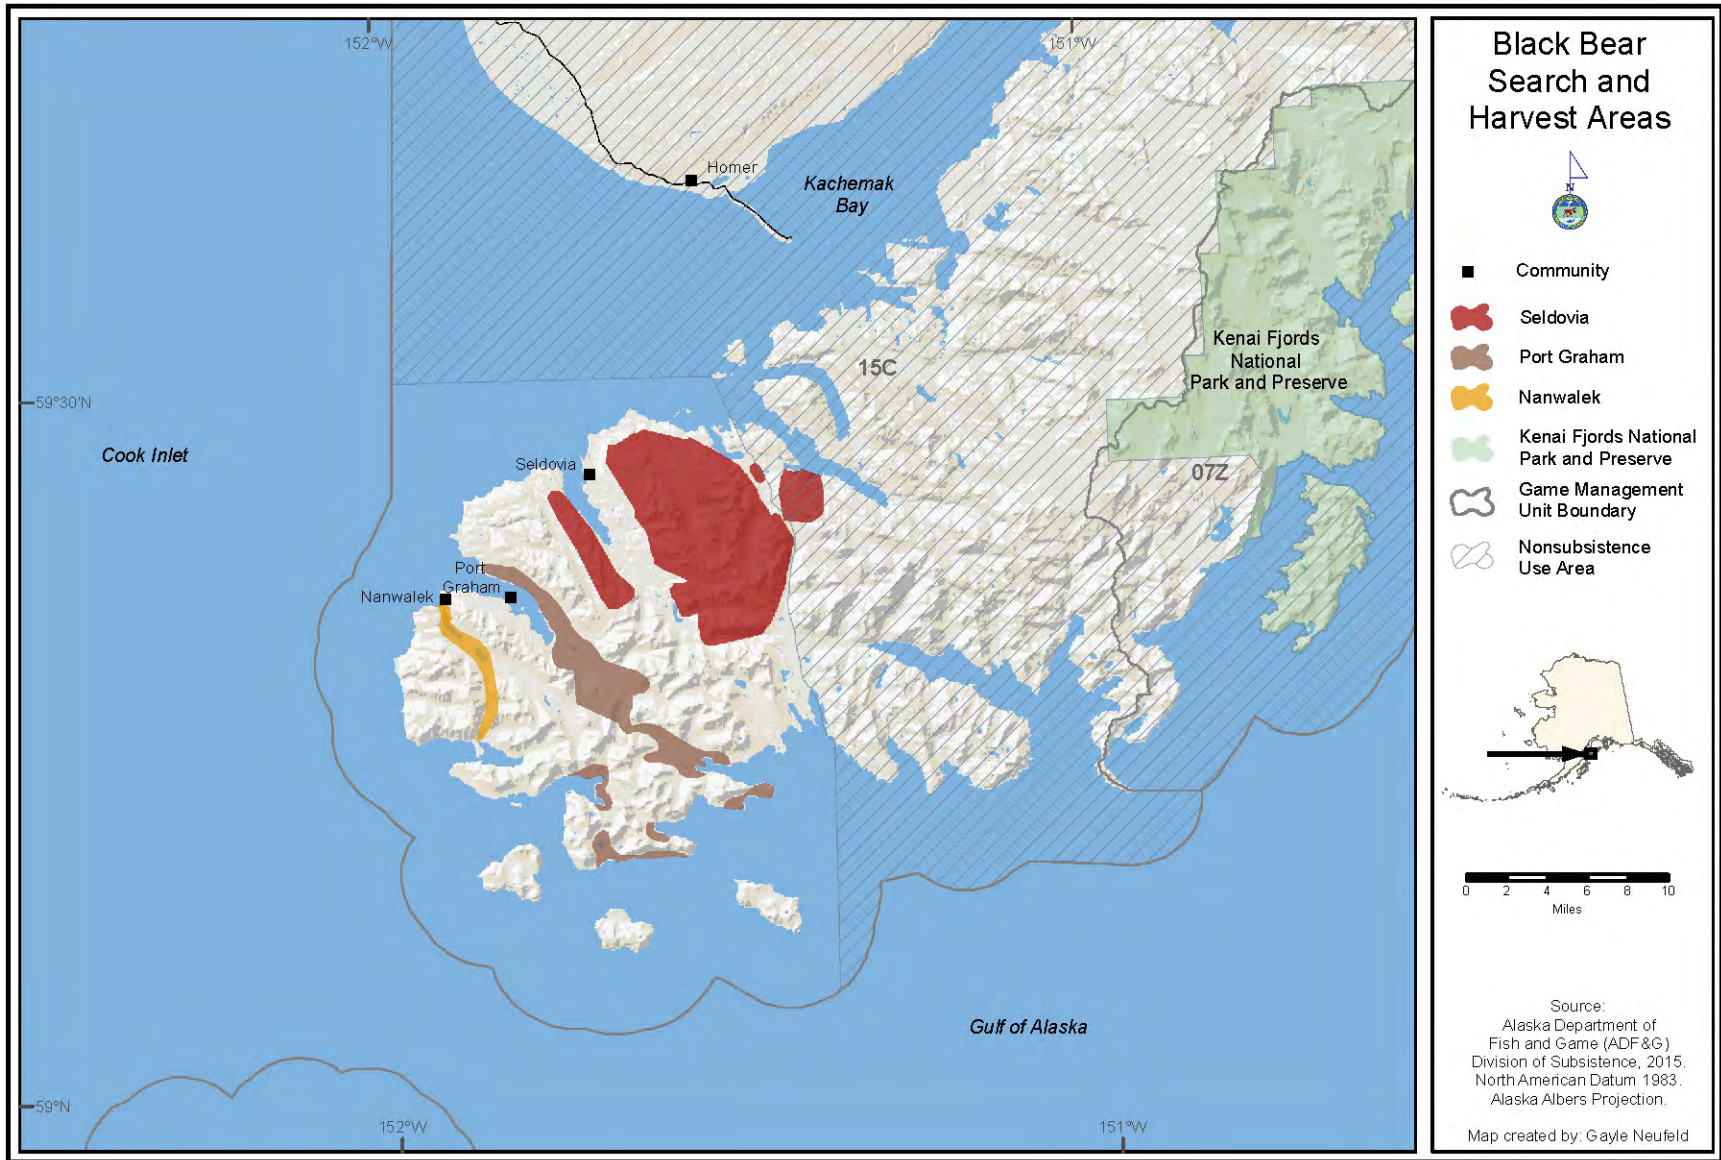 Black Bear
Search and
Harvest Areas
N
Community
Seldovia
Port Graham
Nanwalek
Kenai Fjords National
Park and Preserve
Game Management
Unit Boundary
Nonsubsistence
Use Area
0 2 4 6 8 10
Miles
Source:
Alaska Department of
Fish and Game (ADF&G)
Division of Subsistence, 2015.
North American Datum 1983.
Alaska Albers Projection.
Map created by: Gayle Neufeld
152°W
151°W
Homer
Kachemak
Bay
Kenai Fjords
National
Park and Preserve
15C
59°30'N
Cook Inlet
Seldovia
07Z
Port
Graham
Nanwalek
Gulf of Alaska
59°N
152°W
151°W